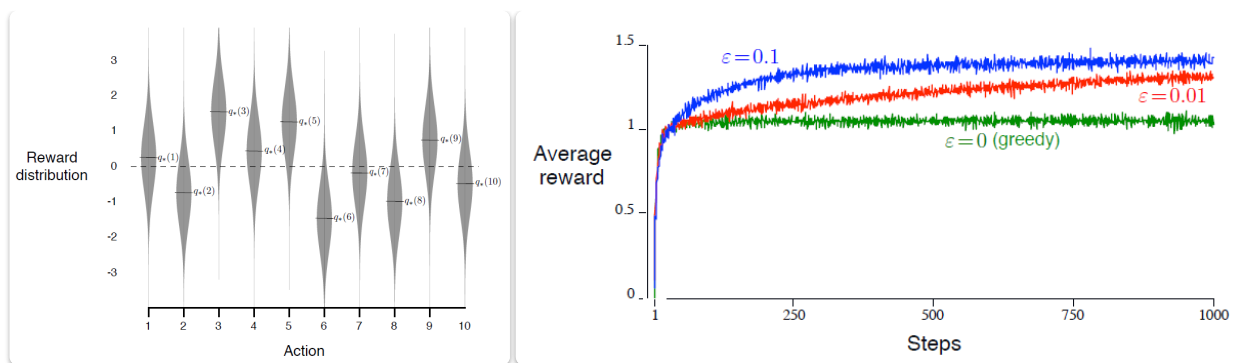 3
2
1
0
-1
-2
-3
Reward
distribution
q*(1)
q*(2)
q*(3)
q*(4)
q*(5)
q*(6)
q*(7)
q*(8)
q*(9)
q*(10)
1 2 3 4 5 6 7 8 9 10
Action
1.5
1
0.5
0
Average
reward
ε=0.1
ε=0.01
ε=0 (greedy)
1 250 500 750 1000
Steps